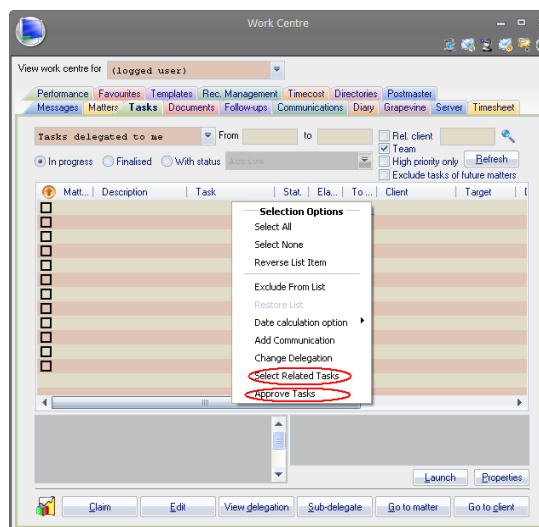 Work Centre
View work centre for (logged user)
Performance Favourites Templates Rec. Management Timecost Directories Postmaster
Messages Matters Tasks Documents Follow-ups Communications Diary Grapevine Server Timesheet
Tasks delegated to me From to Rel. client
Team
In progress Finalised With status Active High priority only Refresh
Exclude tasks of future matters
Matt... Description Task Stat. Ela... To ... Client Target
Selection Options
Select All
Select None
Reverse List Item
Exclude From List
Restore List
Date calculation option
Add Communication
Change Delegation
Select Related Tasks
Approve Tasks
Launch Properties
Claim Edit View delegation Sub-delegate Go to matter Go to client